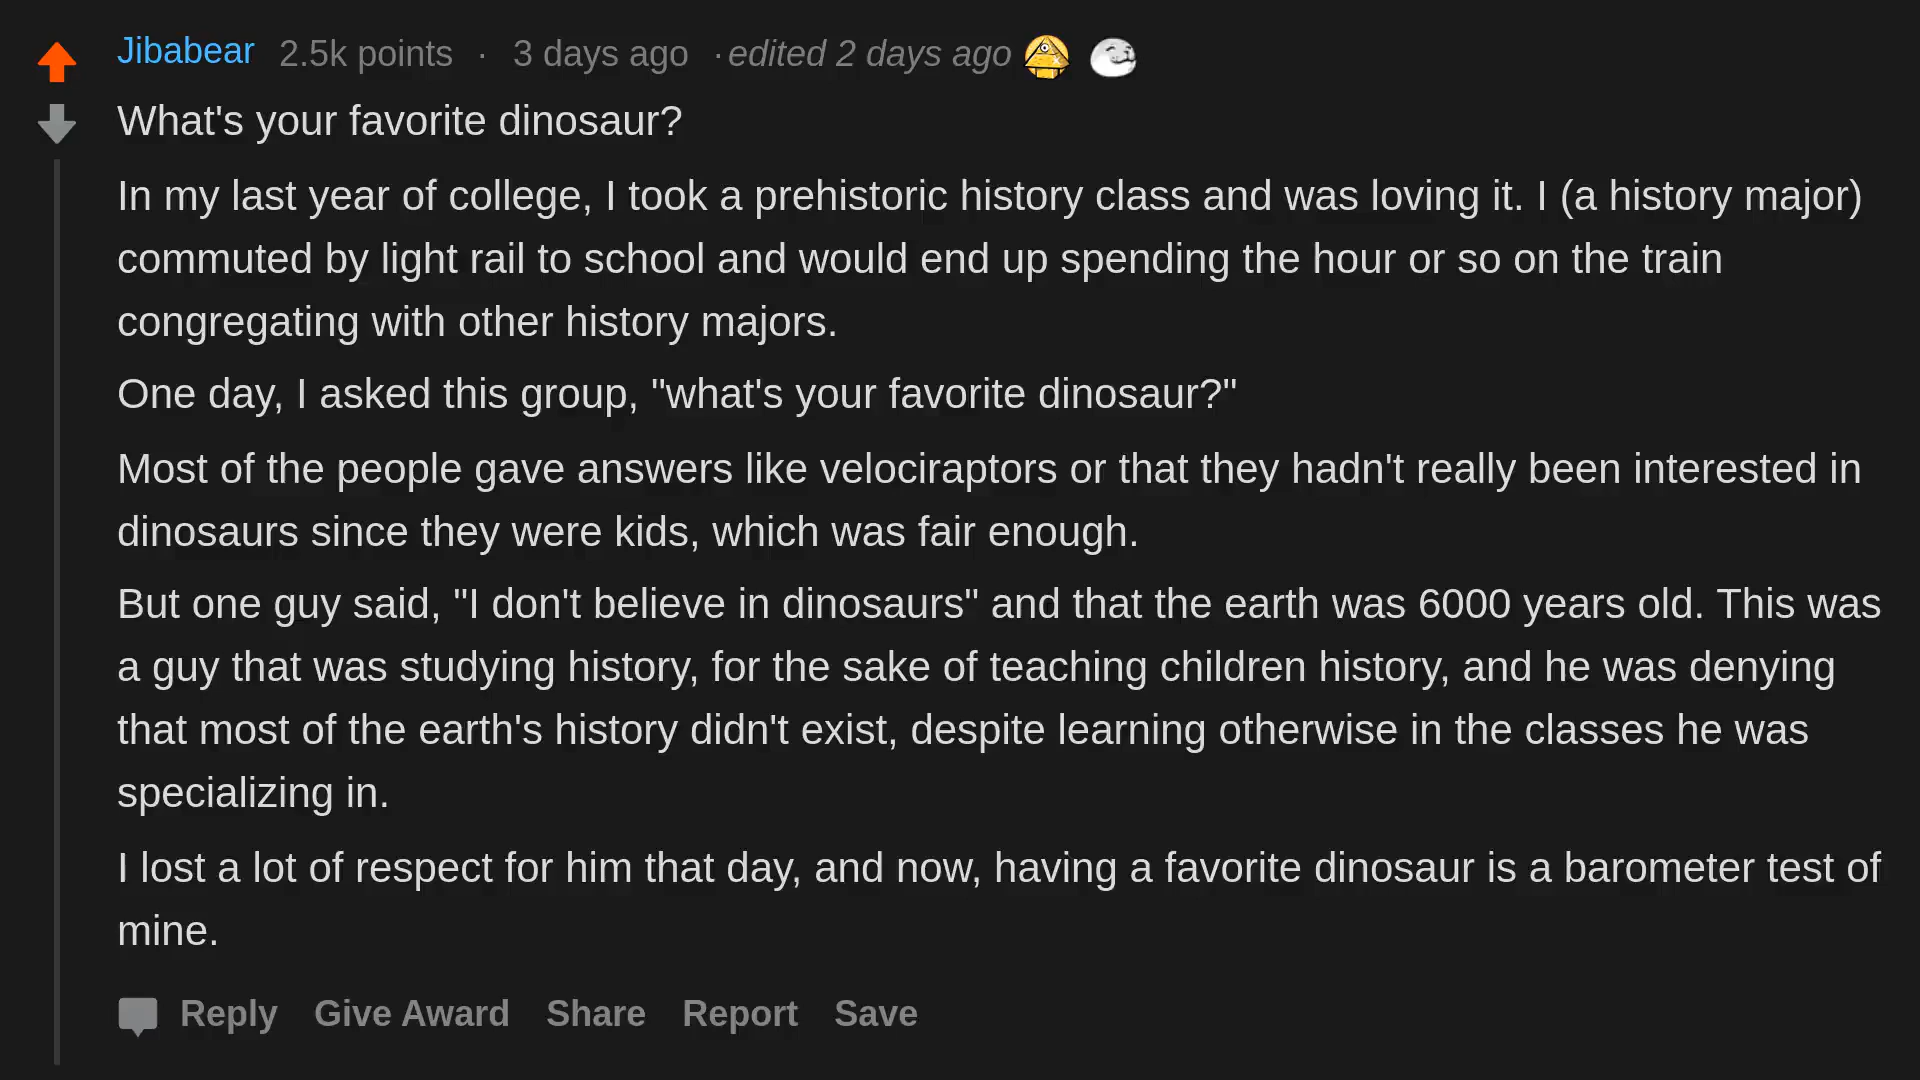 Jibabear 2.5k points · 3 days ago · edited 2 days ago
What's your favorite dinosaur?
In my last year of college, I took a prehistoric history class and was loving it. I (a history major)
commuted by light rail to school and would end up spending the hour or so on the train
congregating with other history majors.
One day, I asked this group, "what's your favorite dinosaur?"
Most of the people gave answers like velociraptors or that they hadn't really been interested in
dinosaurs since they were kids, which was fair enough.
But one guy said, "I don't believe in dinosaurs" and that the earth was 6000 years old. This was
a guy that was studying history, for the sake of teaching children history, and he was denying
that most of the earth's history didn't exist, despite learning otherwise in the classes he was
specializing in.
I lost a lot of respect for him that day, and now, having a favorite dinosaur is a barometer test of
mine.
Reply Give Award Share Report Save